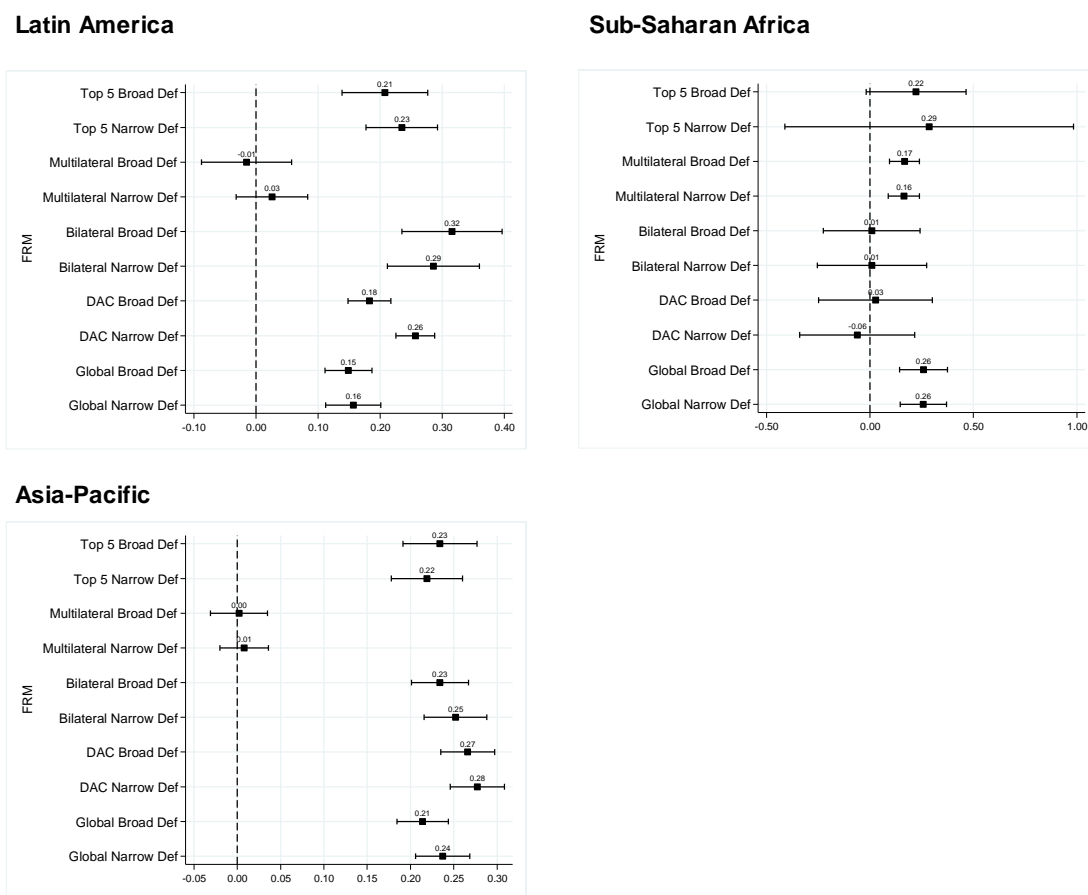 Latin America
FRM
Top 5 Broad Def
0.21
Top 5 Narrow Def
0.23
Multilateral Broad Def
-0.01
Multilateral Narrow Def
0.03
Bilateral Broad Def
0.32
Bilateral Narrow Def
0.29
DAC Broad Def
0.18
DAC Narrow Def
0.26
Global Broad Def
0.15
Global Narrow Def
0.16
-0.10 0.00 0.10 0.20 0.30 0.40
Sub-Saharan Africa
FRM
Top 5 Broad Def
0.22
Top 5 Narrow Def
0.29
Multilateral Broad Def
0.17
Multilateral Narrow Def
0.16
Bilateral Broad Def
0.01
Bilateral Narrow Def
0.01
DAC Broad Def
0.03
DAC Narrow Def
-0.06
Global Broad Def
0.26
Global Narrow Def
0.26
-0.50 0.00 0.50 1.00
Asia-Pacific
FRM
Top 5 Broad Def
0.23
Top 5 Narrow Def
0.22
Multilateral Broad Def
0.00
Multilateral Narrow Def
0.01
Bilateral Broad Def
0.23
Bilateral Narrow Def
0.25
DAC Broad Def
0.27
DAC Narrow Def
0.28
Global Broad Def
0.21
Global Narrow Def
0.24
-0.05 0.00 0.05 0.10 0.15 0.20 0.25 0.30